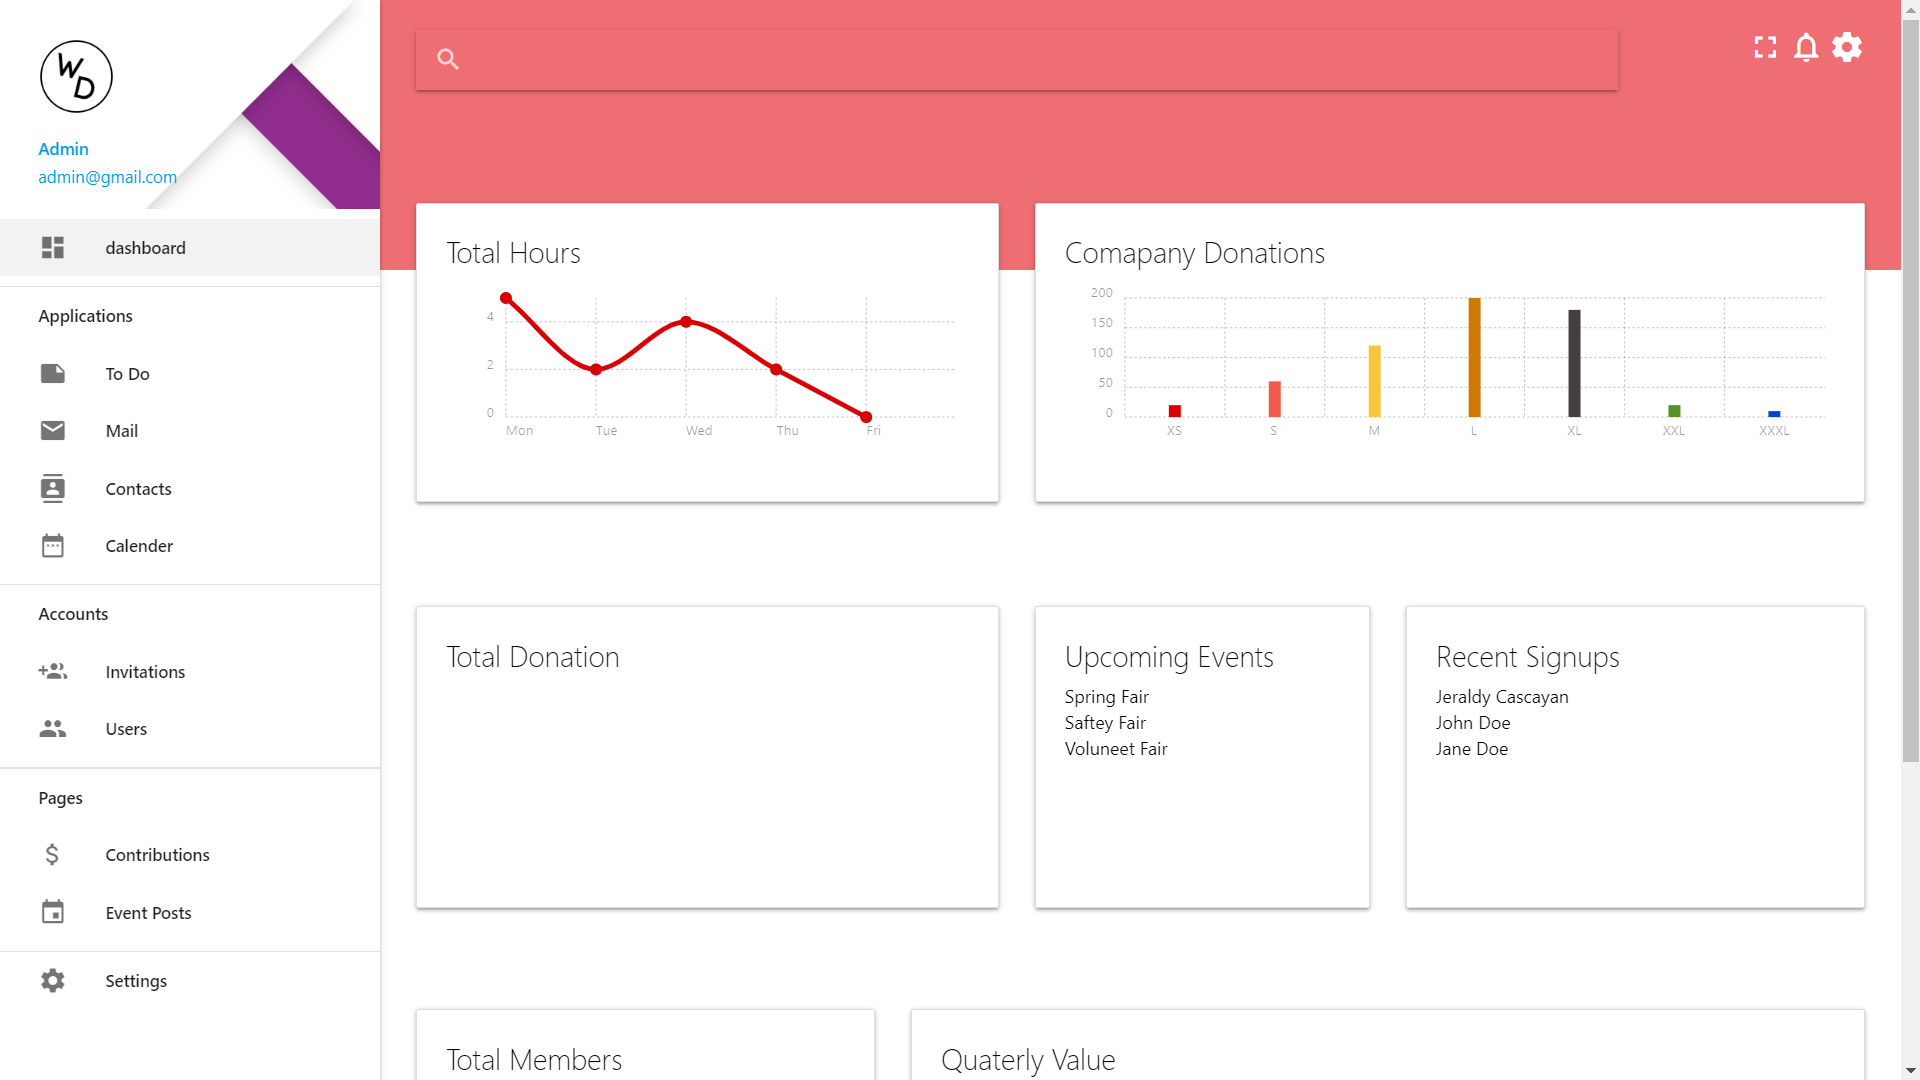 W
D
Admin
admin@gmail.com
dashboard
Applications
To Do
Mail
Contacts
Calender
Accounts
Invitations
Users
Pages
Contributions
Event Posts
Settings
Total Hours
4
2
0
Mon Tue Wed Thu Fri
Comapany Donations
200
150
100
50
0
XS S M L XL XXL XXXL
Total Donation
Upcoming Events
Spring Fair
Saftey Fair
Voluneet Fair
Recent Signups
Jeraldy Cascayan
John Doe
Jane Doe
Total Members
Quaterly Value